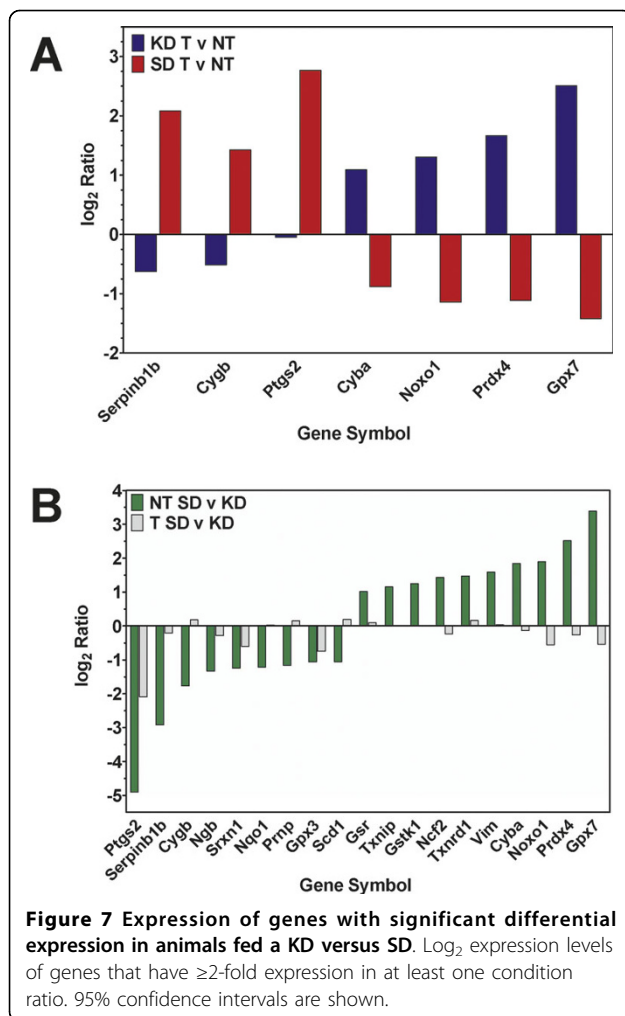 A
KD T v NT
SD T v NT
3
2
1
0
-1
-2
log₂ Ratio
Serpinb1b
Cygb
Ptgs2
Cyba
Noxo1
Prdx4
Gpx7
Gene Symbol
B
NT SD v KD
T SD v KD
4
3
2
1
0
-1
-2
-3
-4
-5
log₂ Ratio
Ptgs2
Serpinb1b
Cygb
Ngb
Srxn1
Nqo1
Prnp
Gpx3
Scd1
Gsr
Txnip
Gstk1
Ncf2
Txnrd1
Vim
Cyba
Noxo1
Prdx4
Gpx7
Gene Symbol
Figure 7 Expression of genes with significant differential
expression in animals fed a KD versus SD. Log₂ expression levels
of genes that have ≥2-fold expression in at least one condition
ratio. 95% confidence intervals are shown.